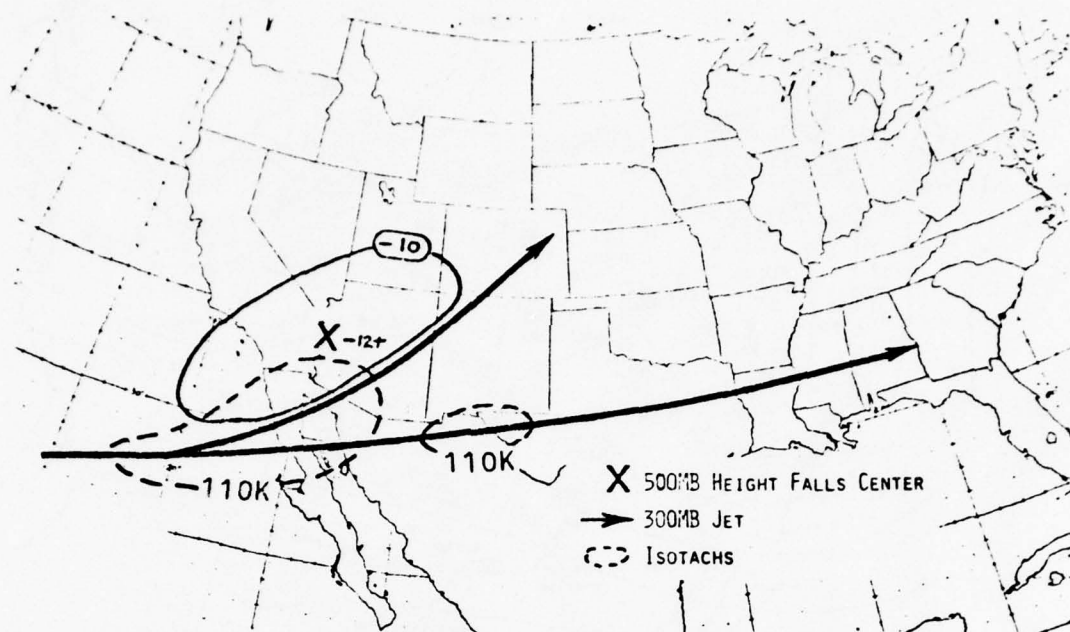 -10
X -12+
110K
110K
X 500MB HEIGHT FALLS CENTER
300MB JET
ISOTACHS